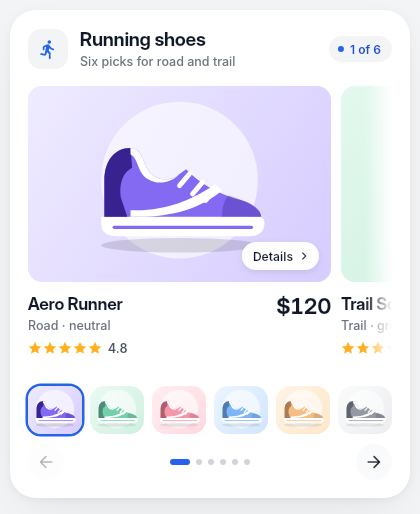 Running shoes
Six picks for road and trail
1 of 6
Details
Aero Runner
$120
Trail
Road · neutral
Trail ·
4.8